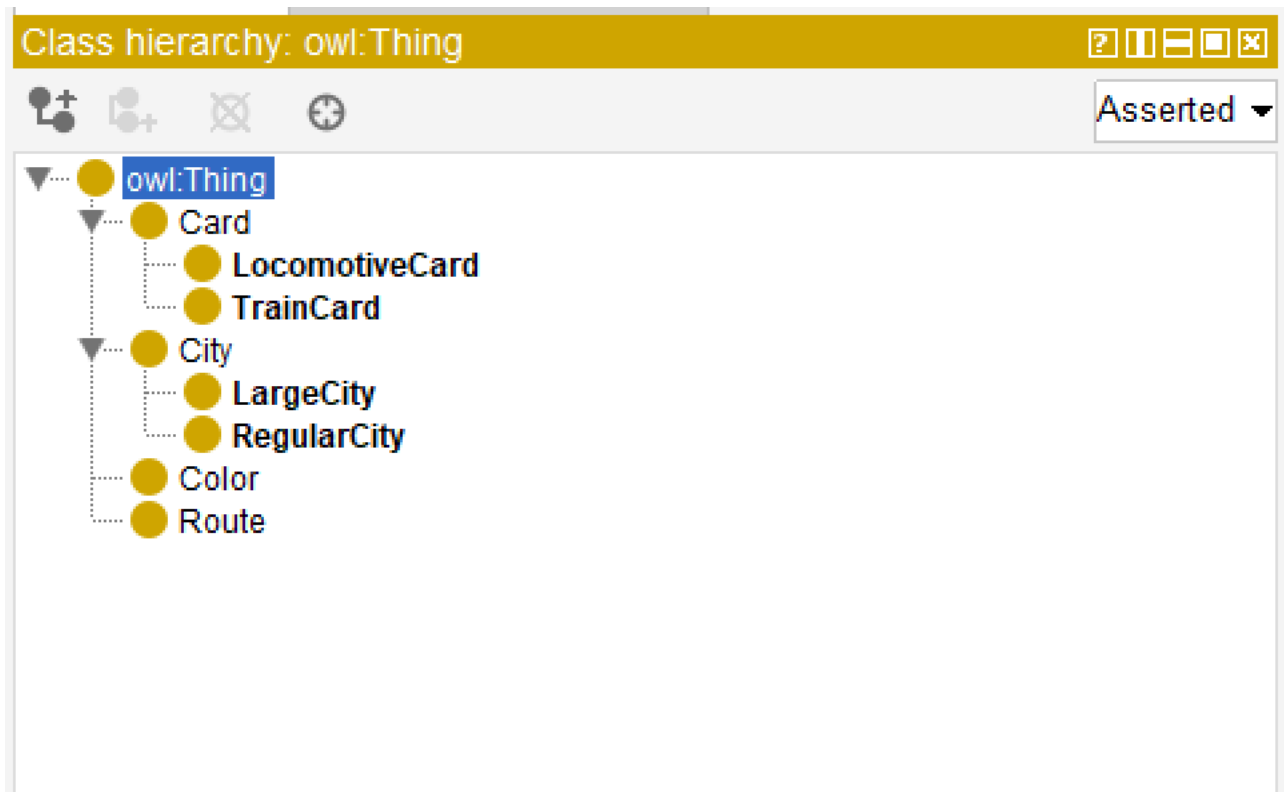 Class hierarchy: owl:Thing
Asserted
owl:Thing
Card
LocomotiveCard
TrainCard
City
LargeCity
RegularCity
Color
Route